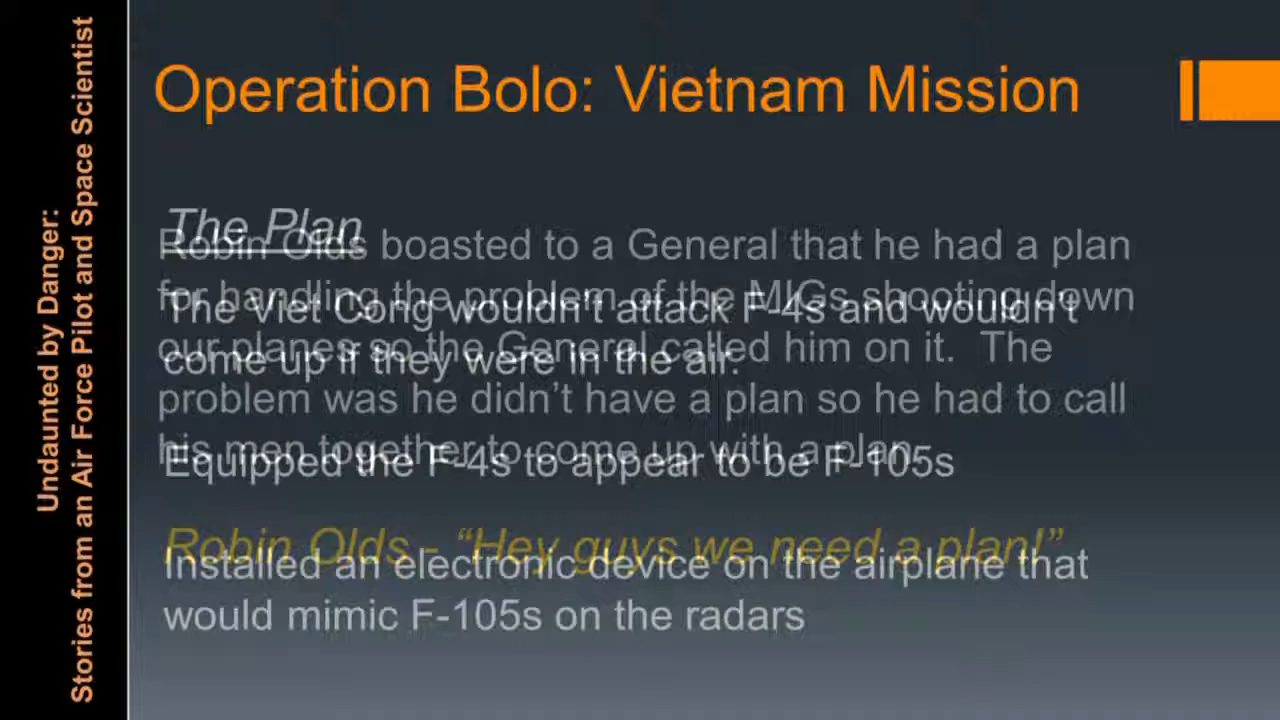 Undaunted by Danger:
Stories from an Air Force Pilot and Space Scientist
Operation Bolo: Vietnam Mission
Robin Olds boasted to a General that he had a plan
for handling the problem of the MIGs shooting down
our planes so the General called him on it. The
problem was he didn't have a plan so he had to call
his men together to come up with a plan.
Robin Olds - “Hey guys we need a plan!”
The Plan
The Viet Cong wouldn't attack F-4s and wouldn't
come up if they were in the air.
Equipped the F-4s to appear to be F-105s
Installed an electronic device on the airplane that
would mimic F-105s on the radars